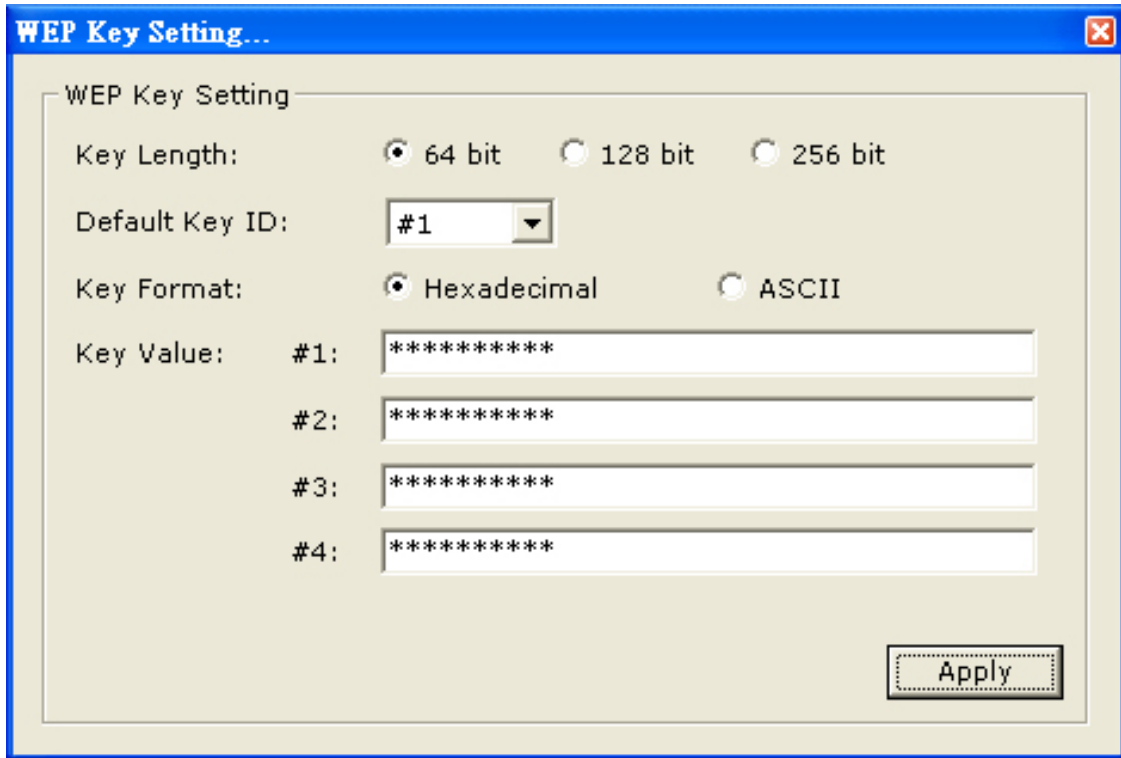 WEP Key Setting...
WEP Key Setting
Key Length: 64 bit 128 bit 256 bit
Default Key ID: #1
Key Format: Hexadecimal ASCII
Key Value: #1: **********
#2: **********
#3: **********
#4: **********
Apply